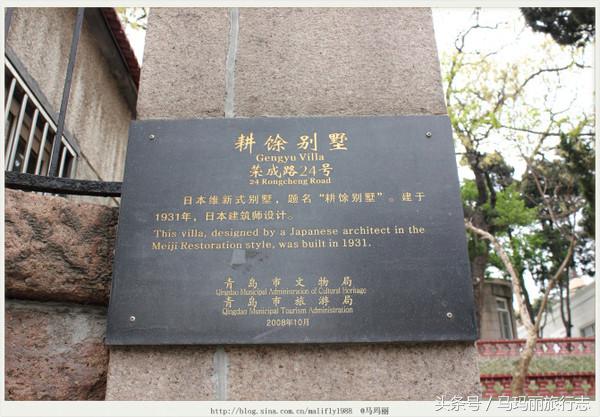 耕馀别墅
Gengyu Villa
荣成路24号
24 Rongcheng Road
日本维新式别墅，题名“耕馀别墅”。建于
1931年，日本建筑师设计。
This villa, designed by a Japanese architect in the
Meiji Restoration style, was built in 1931.
青岛市文物局
Qingdao Municipal Administration of Cultural Heritage
青岛市旅游局
Qingdao Municipal Tourism Administration
2008年10月
http://blog.sina.com.cn/malifly1988 @马玛丽
头条号／乌玛丽旅行志